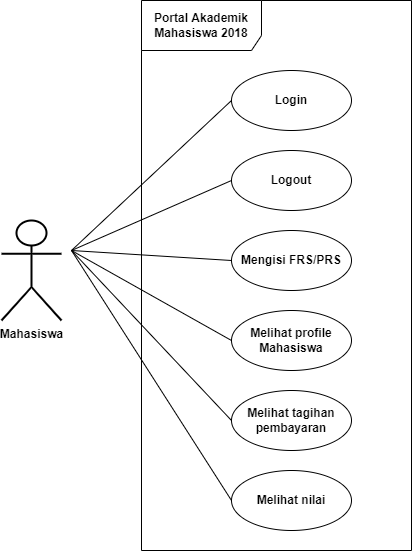 Portal Akademik
Mahasiswa 2018
Login
Logout
Mengisi FRS/PRS
Mahasiswa
Melihat profile
Mahasiswa
Melihat tagihan
pembayaran
Melihat nilai